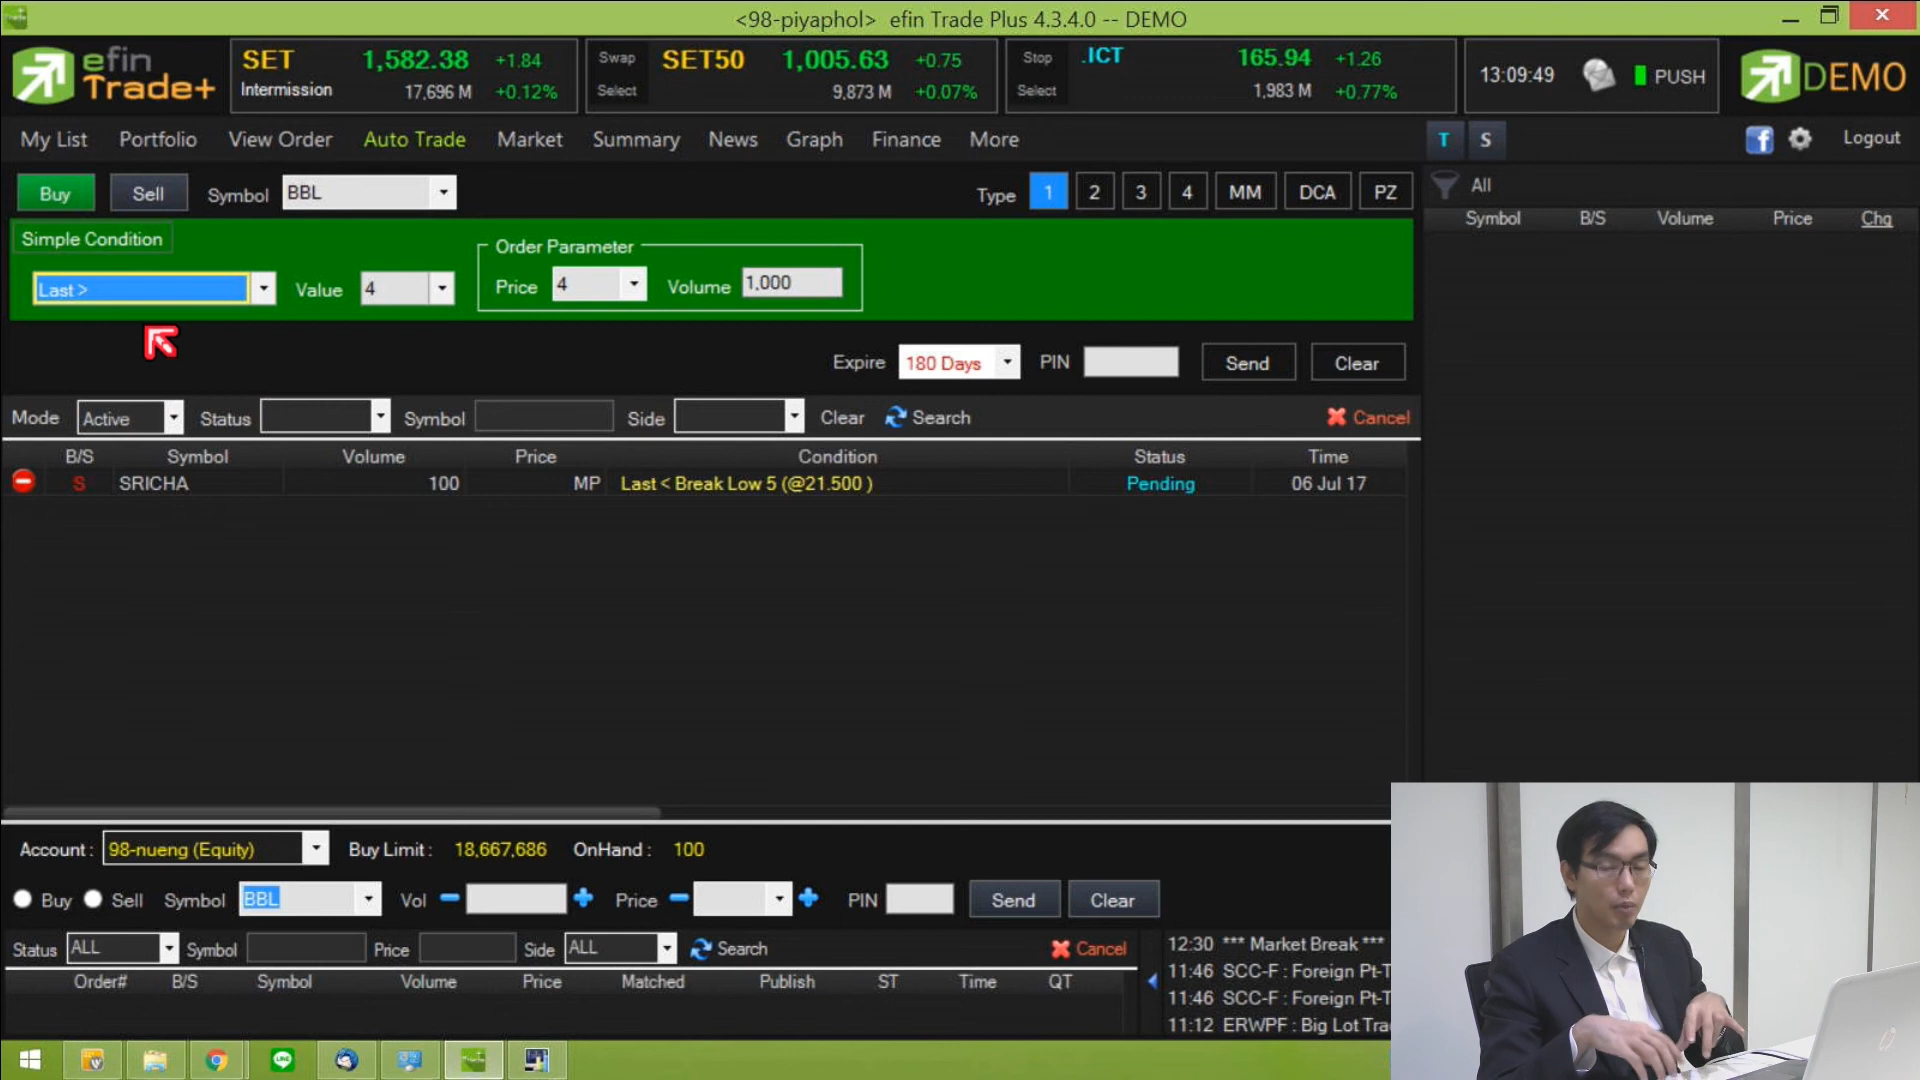 <98-piyaphol> efin Trade Plus 4.3.4.0 -- DEMO
efin Trade+
SET 1,582.38 +1.84
Intermission 17,696 M +0.12%
Swap SET50 1,005.63 +0.75
Select 9,873 M +0.07%
Stop .ICT 165.94 +1.26
Select 1,983 M +0.77%
13:09:49 PUSH
DEMO
My List Portfolio View Order Auto Trade Market Summary News Graph Finance More T S f Logout
Buy Sell Symbol BBL Type 1 2 3 4 MM DCA PZ
All
Symbol B/S Volume Price Chg
Simple Condition
Order Parameter
Last > Value 4 Price 4 Volume 1,000
Expire 180 Days PIN Send Clear
Mode Active Status Symbol Side Clear Search Cancel
B/S Symbol Volume Price Condition Status Time
S SRICHA 100 MP Last < Break Low 5 (@21.500 ) Pending 06 Jul 17
Account : 98-nueng (Equity) Buy Limit : 18,667,686 OnHand : 100
Buy Sell Symbol BBL Vol Price PIN Send Clear
Status ALL Symbol Price Side ALL Search Cancel
Order# B/S Symbol Volume Price Matched Publish ST Time QT
12:30 *** Market Break ***
11:46 SCC-F : Foreign Pt-T
11:46 SCC-F : Foreign Pt-T
11:12 ERWPF : Big Lot Tra